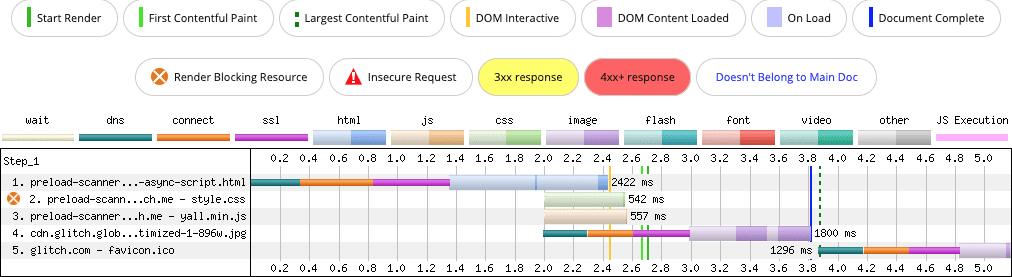 Start Render First Contentful Paint Largest Contentful Paint DOM Interactive DOM Content Loaded On Load Document Complete
Render Blocking Resource Insecure Request 3xx response 4xx+ response Doesn't Belong to Main Doc
wait dns connect ssl html js css image flash font video other JS Execution
Step_1 0.2 0.4 0.6 0.8 1.0 1.2 1.4 1.6 1.8 2.0 2.2 2.4 2.6 2.8 3.0 3.2 3.4 3.6 3.8 4.0 4.2 4.4 4.6 4.8 5.0
1. preload-scanner...-async-script.html 2422 ms
2. preload-scann...ch.me - style.css 542 ms
3. preload-scanner...h.me - yall.min.js 557 ms
4. cdn.glitch.glob...timized-1-896w.jpg 1800 ms
5. glitch.com - favicon.ico 1296 ms
0.2 0.4 0.6 0.8 1.0 1.2 1.4 1.6 1.8 2.0 2.2 2.4 2.6 2.8 3.0 3.2 3.4 3.6 3.8 4.0 4.2 4.4 4.6 4.8 5.0